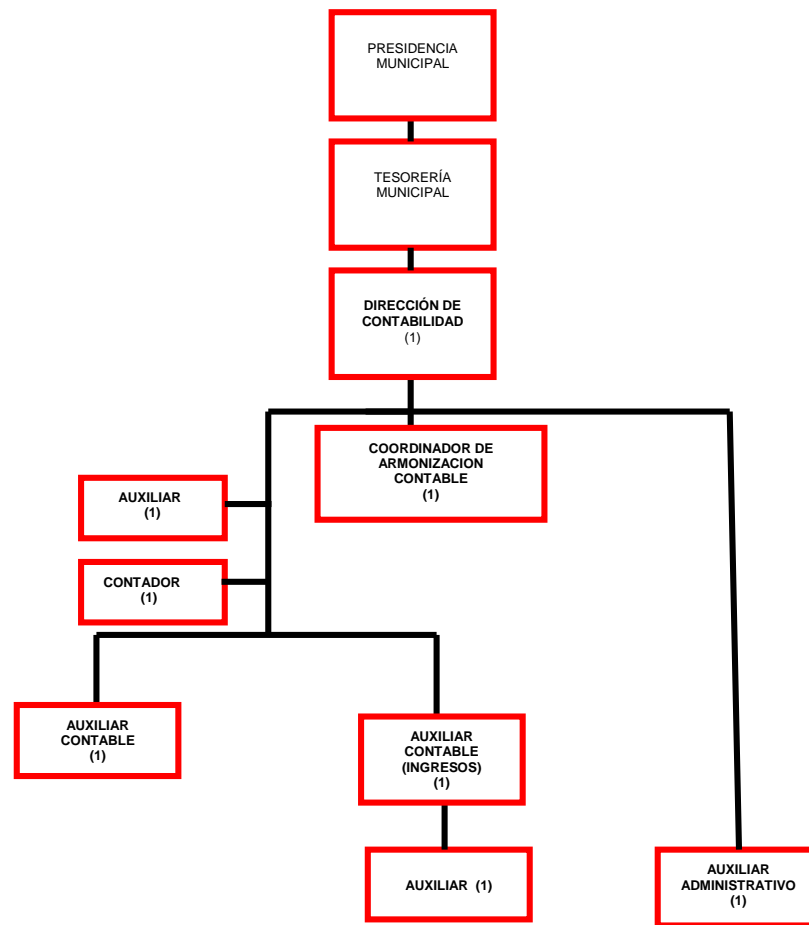 PRESIDENCIA
MUNICIPAL
TESORERÍA
MUNICIPAL
DIRECCIÓN DE
CONTABILIDAD
(1)
COORDINADOR DE
ARMONIZACION
CONTABLE
(1)
AUXILIAR
(1)
CONTADOR
(1)
AUXILIAR
CONTABLE
(1)
AUXILIAR
CONTABLE
(INGRESOS)
(1)
AUXILIAR (1)
AUXILIAR
ADMINISTRATIVO
(1)